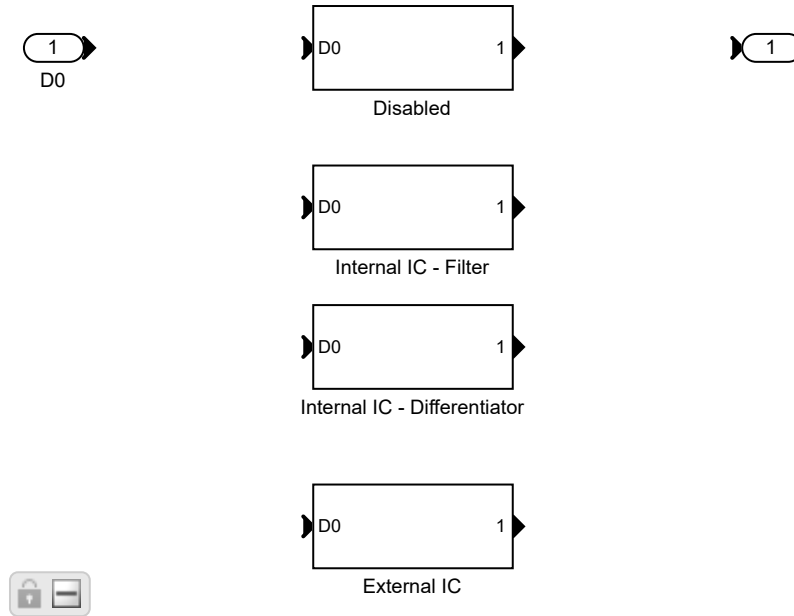 1
D0
D0 1
Disabled
1
D0 1
Internal IC - Filter
D0 1
Internal IC - Differentiator
D0 1
External IC